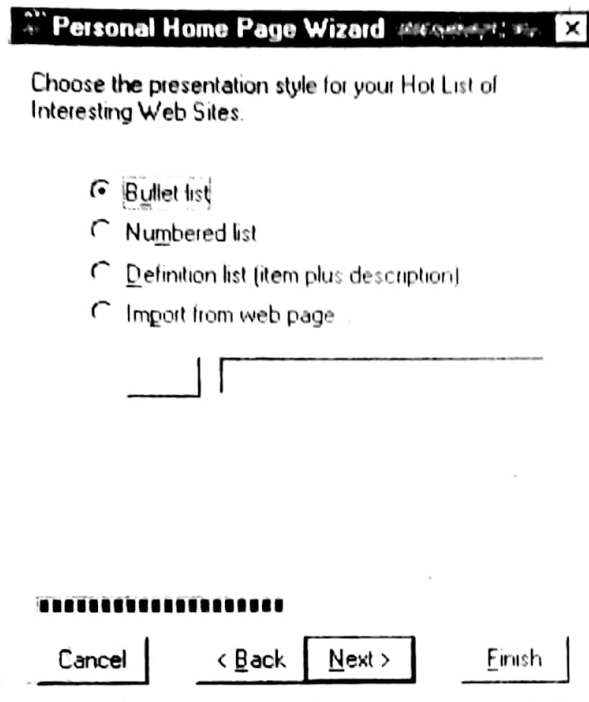 Personal Home Page Wizard
Choose the presentation style for your Hot List of
Interesting Web Sites.
Bullet list
Numbered list
Definition list (item plus description)
Import from web page
Cancel
< Back
Next >
Finish